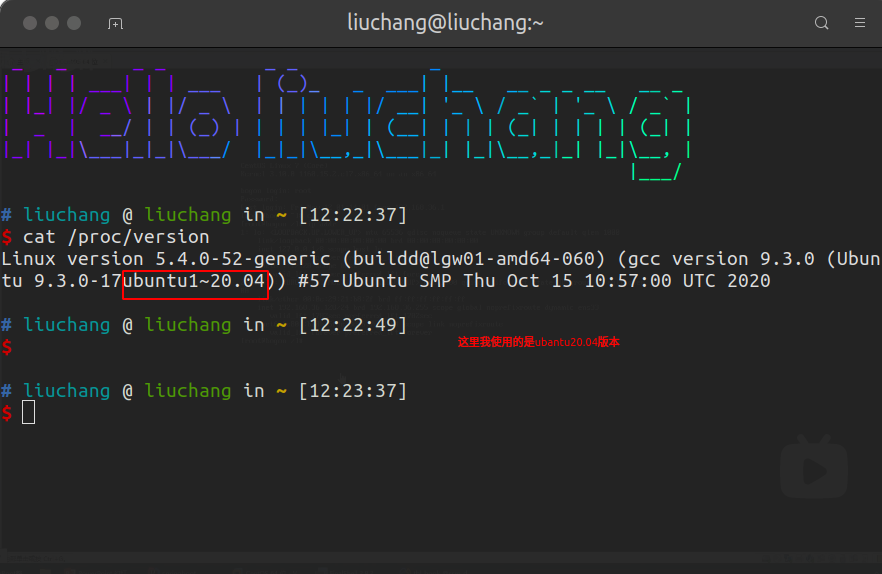 liuchang@liuchang:~
Hello liuchang
# liuchang @ liuchang in ~ [12:22:37]
$ cat /proc/version
Linux version 5.4.0-52-generic (buildd@lgw01-amd64-060) (gcc version 9.3.0 (Ubun
tu 9.3.0-17ubuntu1~20.04)) #57-Ubuntu SMP Thu Oct 15 10:57:00 UTC 2020
# liuchang @ liuchang in ~ [12:22:49]
$
这里我使用的是ubantu20.04版本
# liuchang @ liuchang in ~ [12:23:37]
$